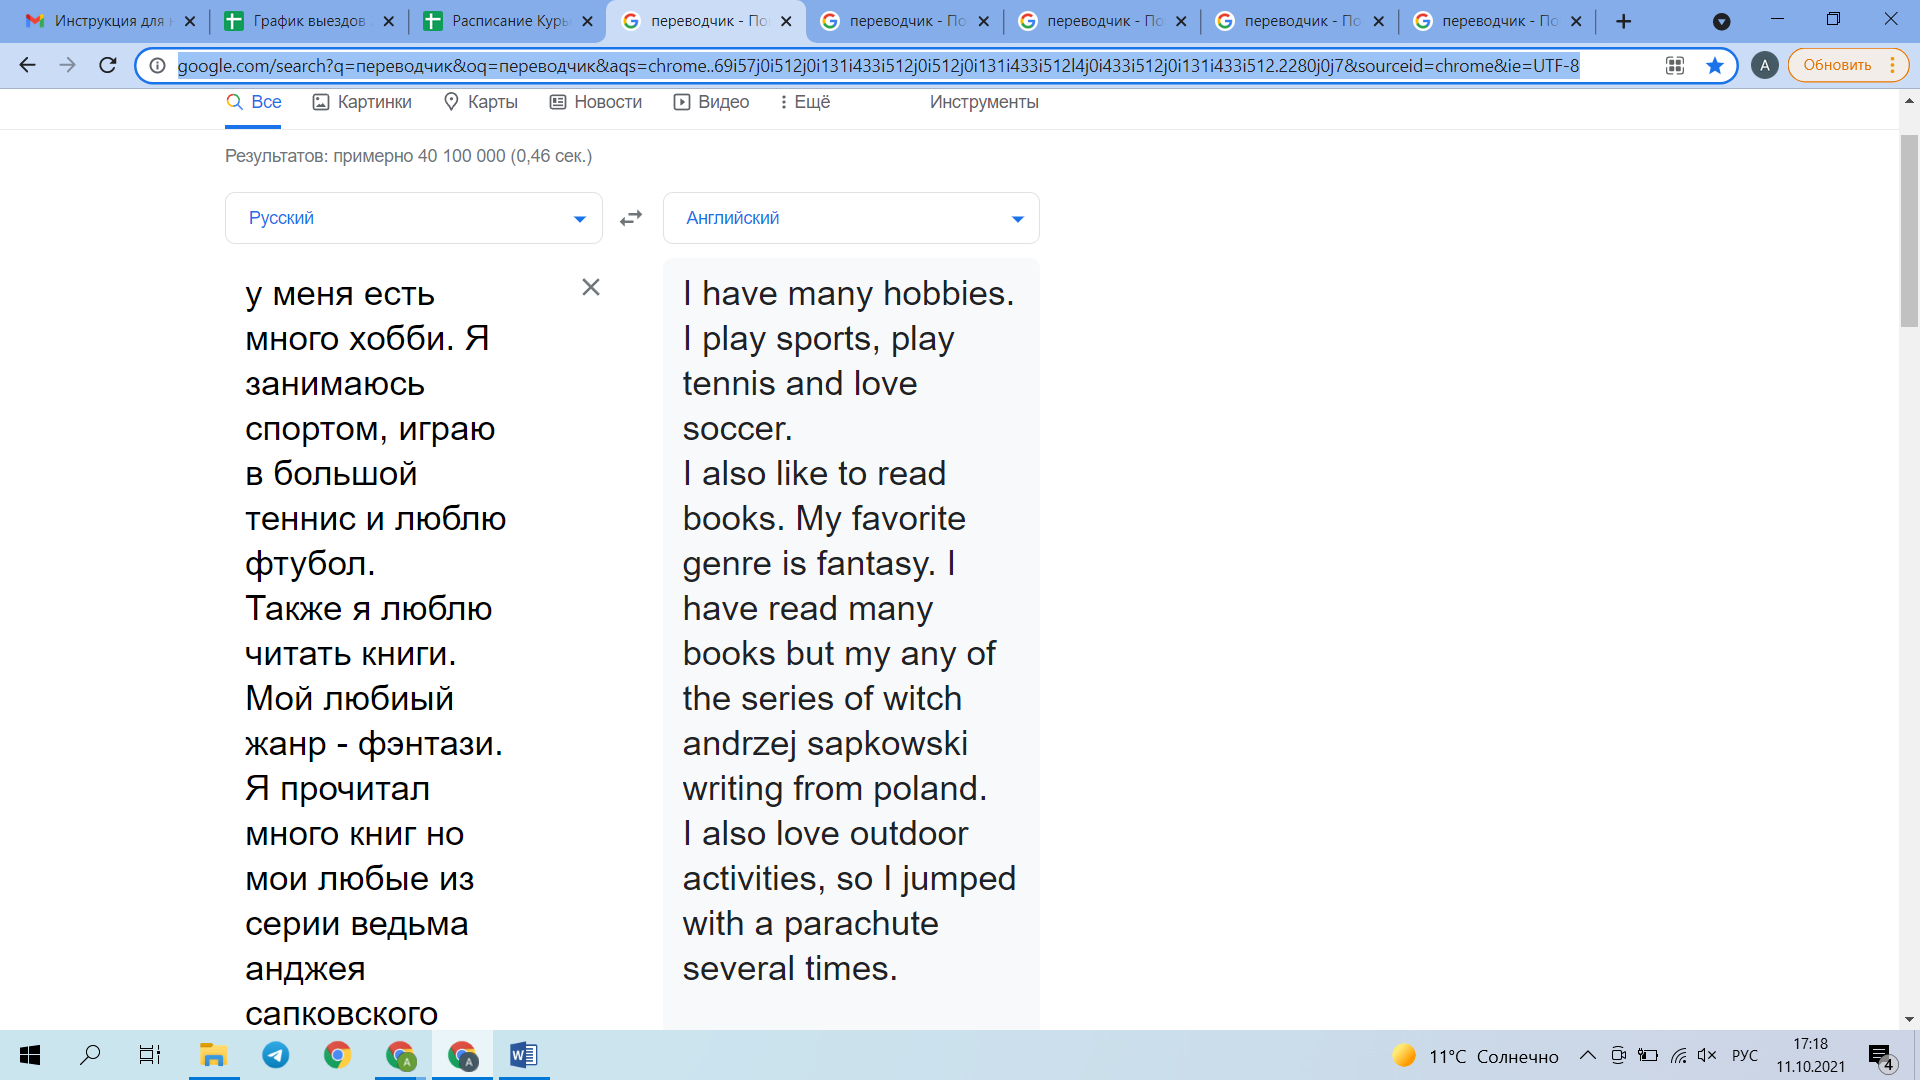 Инструкция для н
График выездов
Расписание Курь
переводчик - По
переводчик - По
переводчик - По
переводчик - По
переводчик - По
google.com/search?q=переводчик&oq=переводчик&aqs=chrome..69i57j0i512j0i131i433i512j0i512j0i131i433i512l4j0i433i512j0i131i433i512.2280j0j7&sourceid=chrome&ie=UTF-8
A
Обновить
Все Картинки Карты Новости Видео Ещё Инструменты
Результатов: примерно 40 100 000 (0,46 сек.)
Русский
Английский
у меня есть
много хобби. Я
занимаюсь
спортом, играю
в большой
теннис и люблю
фтубол.
Также я люблю
читать книги.
Мой любиый
жанр - фэнтази.
Я прочитал
много книг но
мои любые из
серии ведьма
анджея
сапковского
I have many hobbies.
I play sports, play
tennis and love
soccer.
I also like to read
books. My favorite
genre is fantasy. I
have read many
books but my any of
the series of witch
andrzej sapkowski
writing from poland.
I also love outdoor
activities, so I jumped
with a parachute
several times.
11°C Солнечно
РУС
17:18
11.10.2021
4